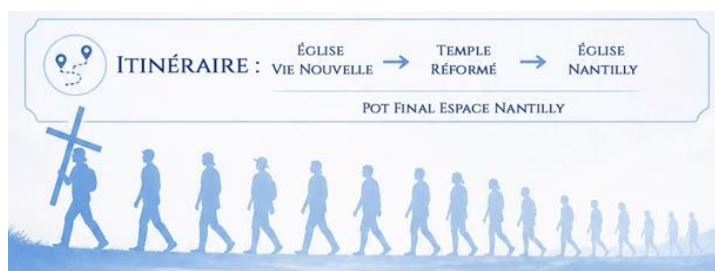 ITINÉRAIRE :
ÉGLISE
VIE NOUVELLE → TEMPLE
RÉFORMÉ → ÉGLISE
NANTILLY
POT FINAL ESPACE NANTILLY